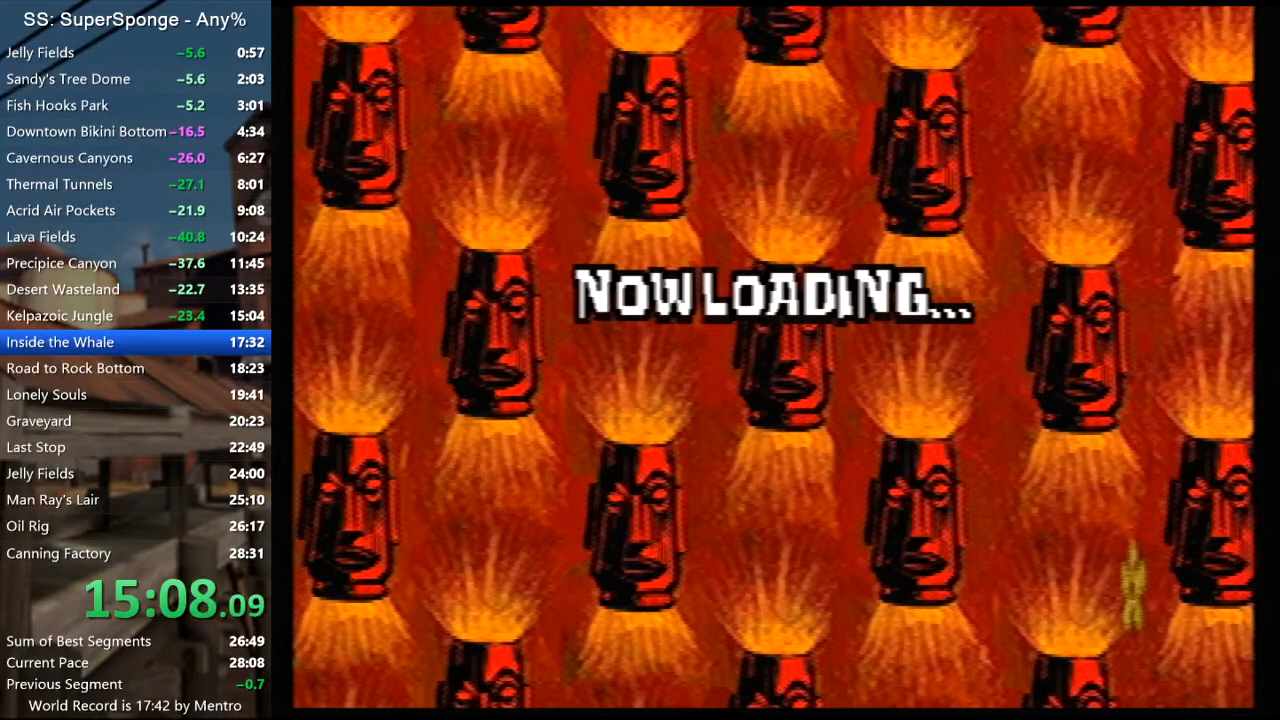 SS: SuperSponge - Any%
Jelly Fields −5.6 0:57
Sandy's Tree Dome −5.6 2:03
Fish Hooks Park −5.2 3:01
Downtown Bikini Bottom −16.5 4:34
Cavernous Canyons −26.0 6:27
Thermal Tunnels −27.1 8:01
Acrid Air Pockets −21.9 9:08
Lava Fields −40.8 10:24
Precipice Canyon −37.6 11:45
Desert Wasteland −22.7 13:35
Kelpazoic Jungle −23.4 15:04
Inside the Whale 17:32
Road to Rock Bottom 18:23
Lonely Souls 19:41
Graveyard 20:23
Last Stop 22:49
Jelly Fields 24:00
Man Ray's Lair 25:10
Oil Rig 26:17
Canning Factory 28:31
15:08.09
Sum of Best Segments 26:49
Current Pace 28:08
Previous Segment −0.7
World Record is 17:42 by Mentro
NOW LOADING...